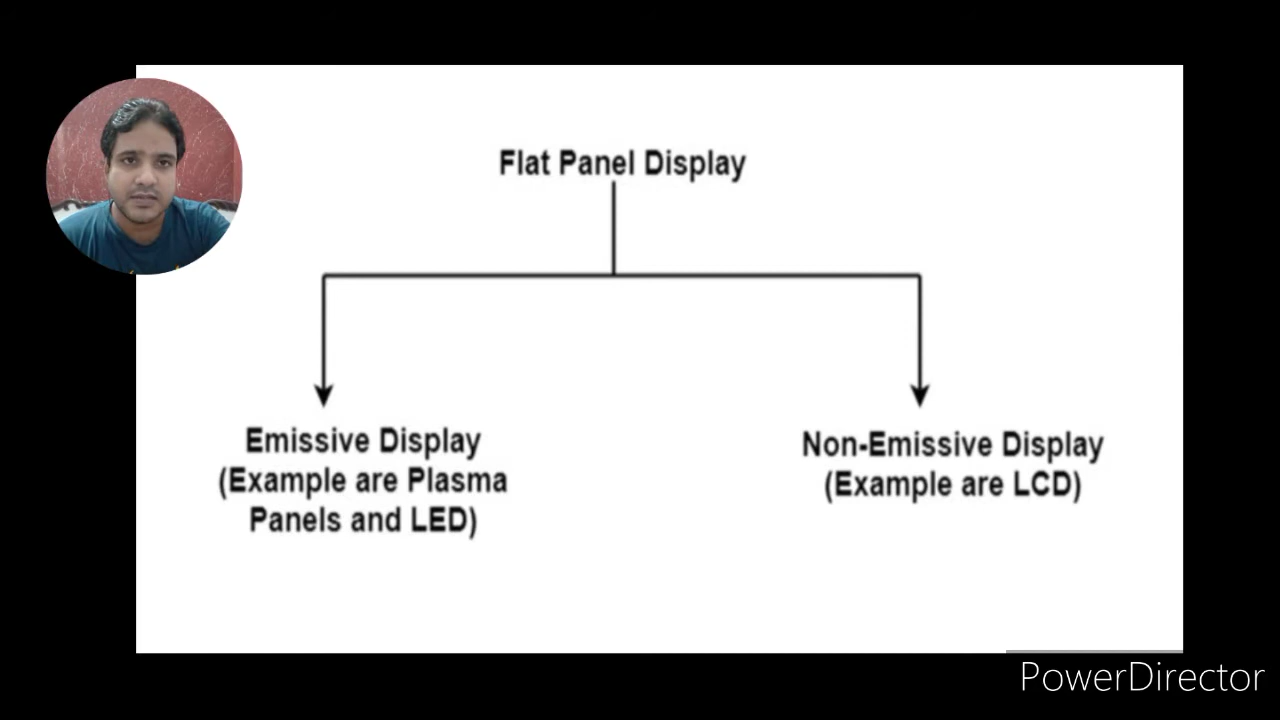 Flat Panel Display
Emissive Display
(Example are Plasma
Panels and LED)
Non-Emissive Display
(Example are LCD)
PowerDirector